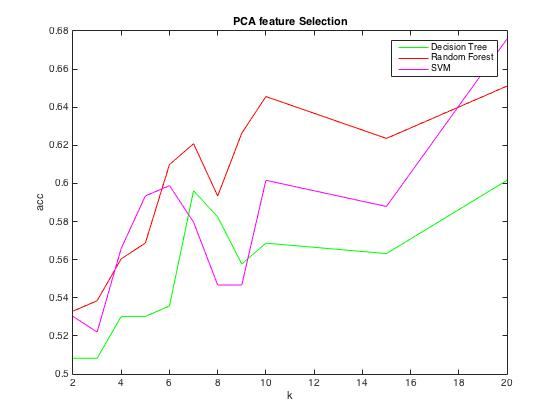 PCA feature Selection
0.68
0.66
0.64
0.62
0.6
0.58
0.56
0.54
0.52
0.5
acc
Decision Tree
Random Forest
SVM
2 4 6 8 10 12 14 16 18 20
k